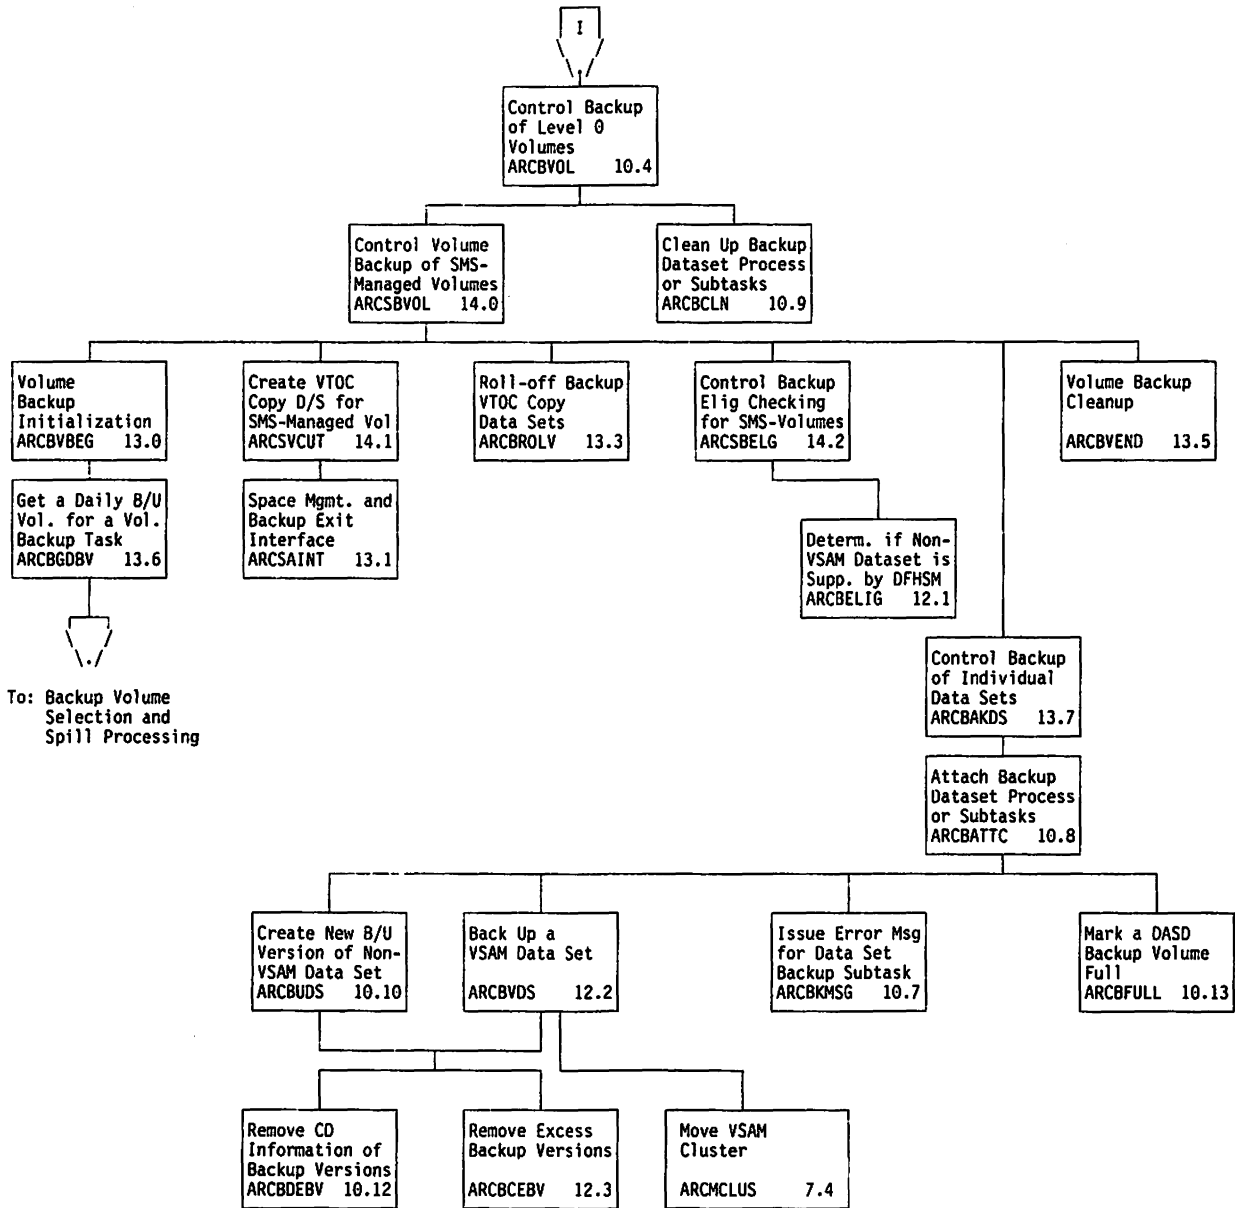 I
Control Backup
of Level 0
Volumes
ARCBVOL 10.4
Control Volume
Backup of SMS-
Managed Volumes
ARCSBVOL 14.0
Clean Up Backup
Dataset Process
or Subtasks
ARCBCLN 10.9
Volume
Backup
Initialization
ARCBVBEG 13.0
Create VTOC
Copy D/S for
SMS-Managed Vol
ARCSVCUT 14.1
Roll-off Backup
VTOC Copy
Data Sets
ARCBROLV 13.3
Control Backup
Elig Checking
for SMS-Volumes
ARCSBELG 14.2
Volume Backup
Cleanup
ARCBVEND 13.5
Get a Daily B/U
Vol. for a Vol.
Backup Task
ARCBGDBV 13.6
Space Mgmt. and
Backup Exit
Interface
ARCSAINT 13.1
Determ. if Non-
VSAM Dataset is
Supp. by DFHSM
ARCBELIG 12.1
To: Backup Volume
Selection and
Spill Processing
Control Backup
of Individual
Data Sets
ARCBAKDS 13.7
Attach Backup
Dataset Process
or Subtasks
ARCBATTC 10.8
Create New B/U
Version of Non-
VSAM Data Set
ARCBUDS 10.10
Back Up a
VSAM Data Set
ARCBVDS 12.2
Issue Error Msg
for Data Set
Backup Subtask
ARCBKMSG 10.7
Mark a DASD
Backup Volume
Full
ARCBFULL 10.13
Remove CD
Information of
Backup Versions
ARCBDEBV 10.12
Remove Excess
Backup Versions
ARCBCEBV 12.3
Move VSAM
Cluster
ARCMCLUS 7.4